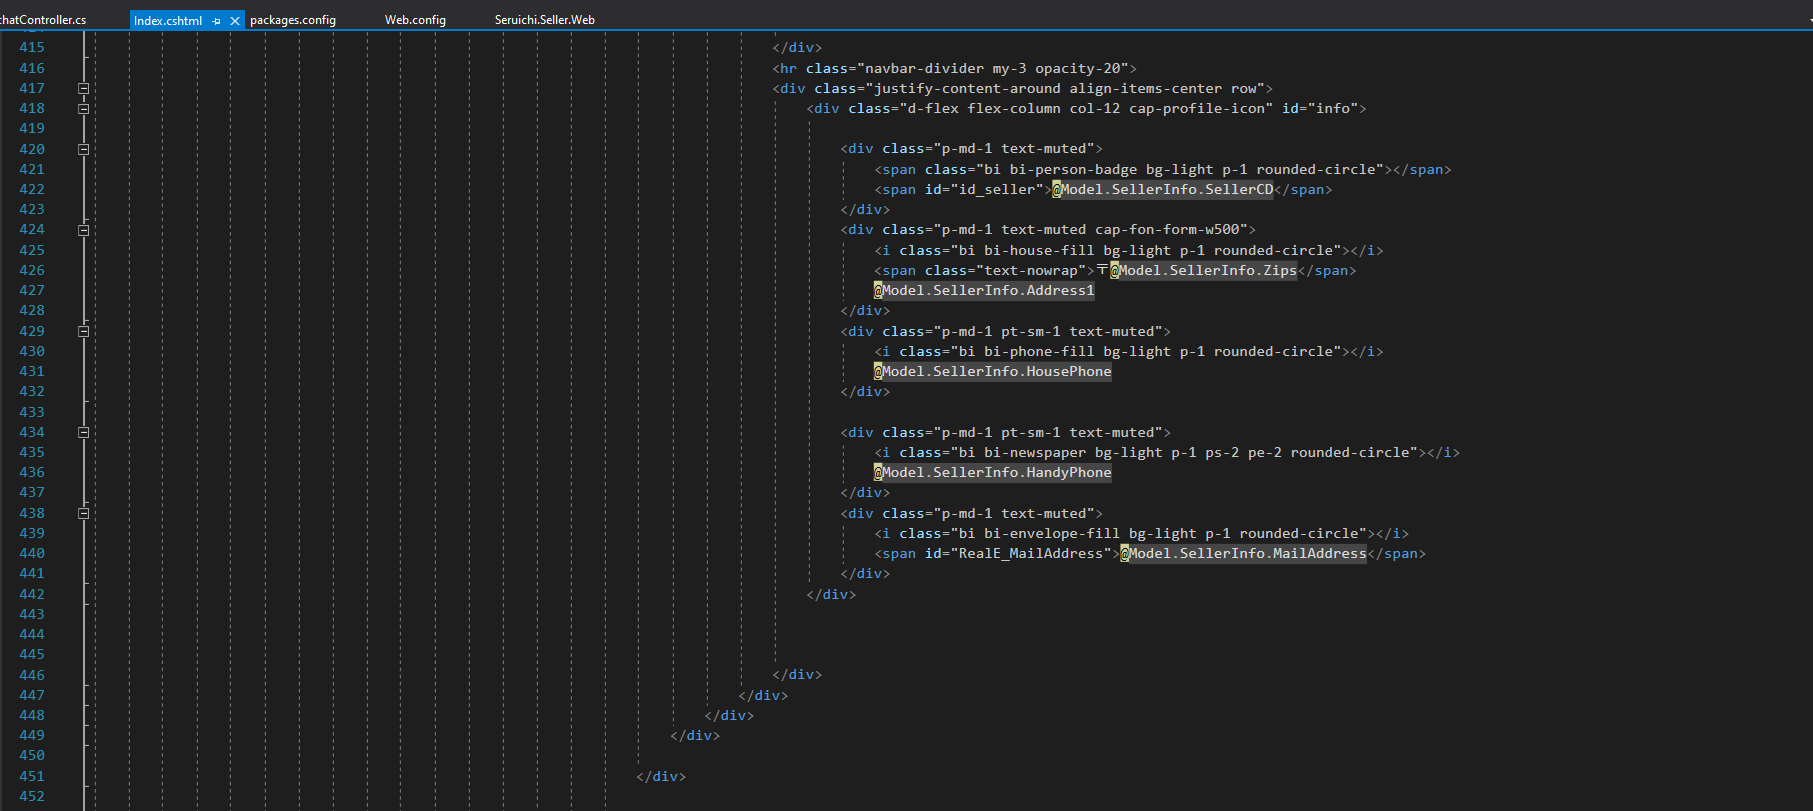 chatController.cs Index.cshtml packages.config Web.config Seruichi.Seller.Web
415 </div>
416 <hr class="navbar-divider my-3 opacity-20">
417 <div class="justify-content-around align-items-center row">
418 <div class="d-flex flex-column col-12 cap-profile-icon" id="info">
419
420 <div class="p-md-1 text-muted">
421 <span class="bi bi-person-badge bg-light p-1 rounded-circle"></span>
422 <span id="id_seller">@Model.SellerInfo.SellerCD</span>
423 </div>
424 <div class="p-md-1 text-muted cap-fon-form-w500">
425 <i class="bi bi-house-fill bg-light p-1 rounded-circle"></i>
426 <span class="text-nowrap">〒@Model.SellerInfo.Zips</span>
427 @Model.SellerInfo.Address1
428 </div>
429 <div class="p-md-1 pt-sm-1 text-muted">
430 <i class="bi bi-phone-fill bg-light p-1 rounded-circle"></i>
431 @Model.SellerInfo.HousePhone
432 </div>
433
434 <div class="p-md-1 pt-sm-1 text-muted">
435 <i class="bi bi-newspaper bg-light p-1 ps-2 pe-2 rounded-circle"></i>
436 @Model.SellerInfo.HandyPhone
437 </div>
438 <div class="p-md-1 text-muted">
439 <i class="bi bi-envelope-fill bg-light p-1 rounded-circle"></i>
440 <span id="RealE_MailAddress">@Model.SellerInfo.MailAddress</span>
441 </div>
442 </div>
443
444
445
446 </div>
447 </div>
448 </div>
449 </div>
450
451 </div>
452